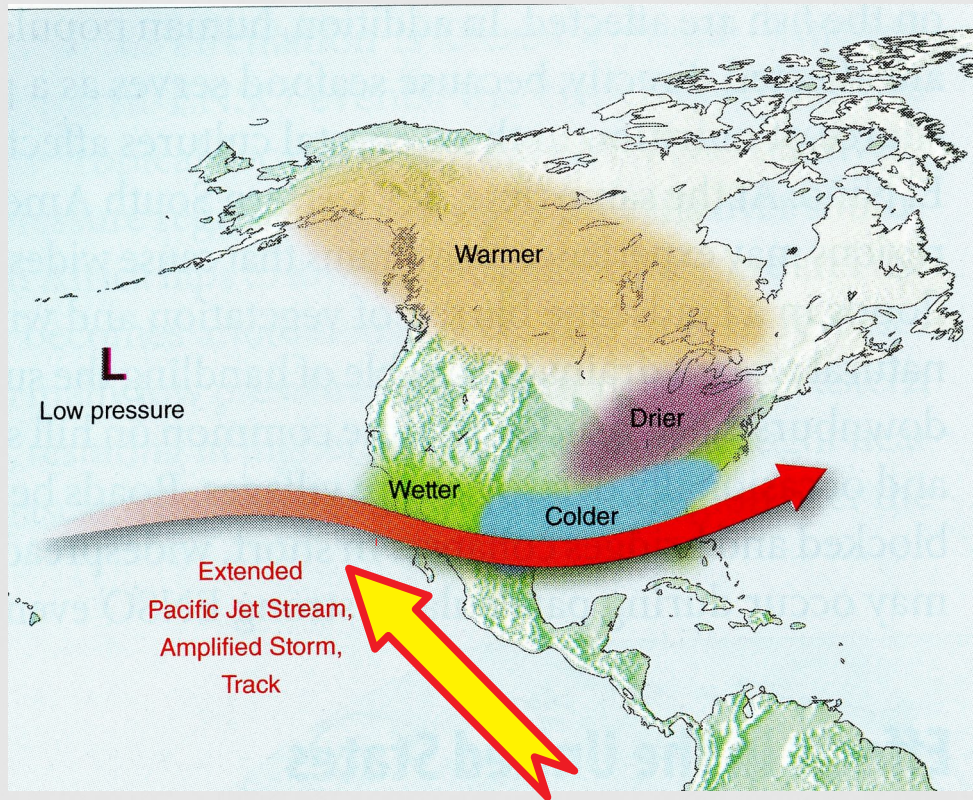 Warmer
L
Low pressure
Drier
Wetter
Colder
Extended
Pacific Jet Stream,
Amplified Storm,
Track